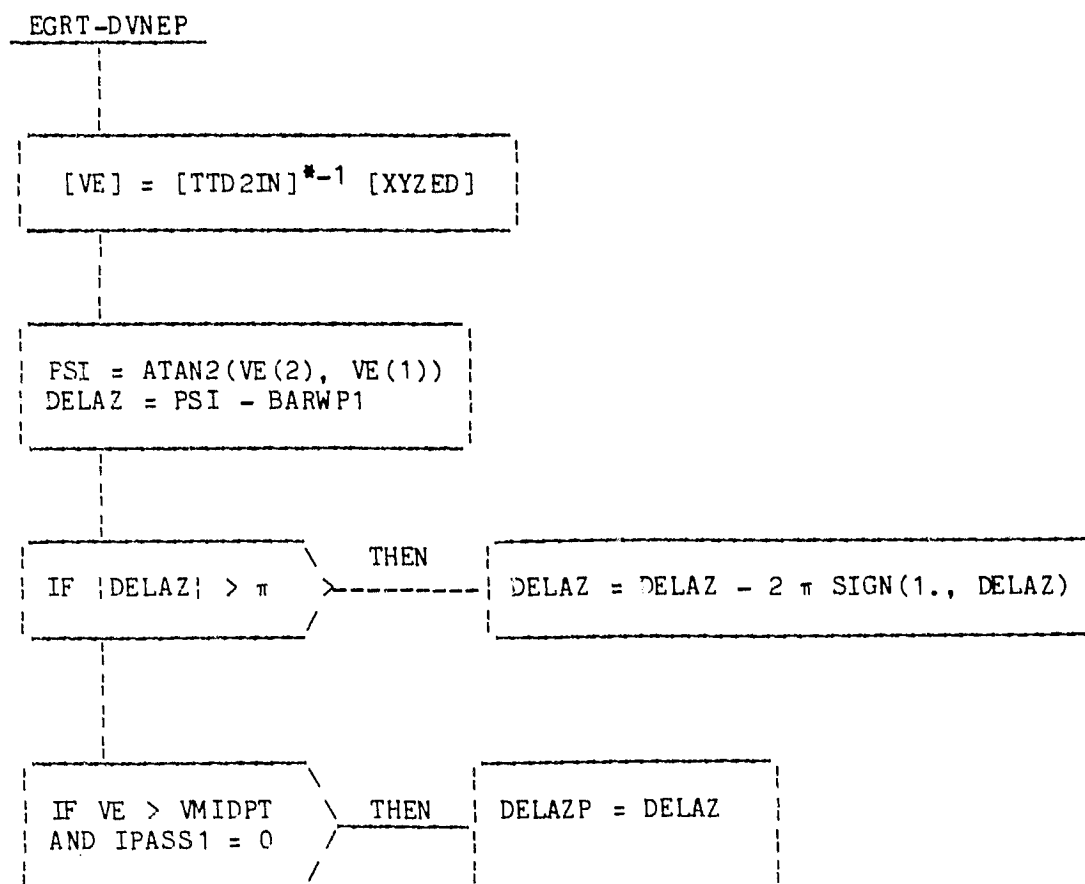 EGRT-DVNEP
[VE] = [TTD2IN]*-1 [XYZED]
PSI = ATAN2(VE(2), VE(1))
DELAZ = PSI - BARWP1
IF |DELAZ| > π
THEN
DELAZ = DELAZ - 2 π SIGN(1., DELAZ)
IF VE > VMIDPT
AND IPASS1 = 0
THEN
DELAZP = DELAZ